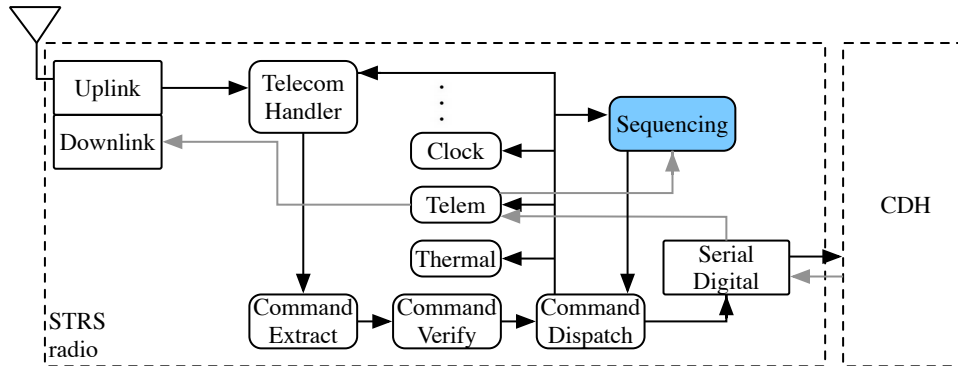 Uplink
Downlink
Telecom
Handler
Clock
Telem
Thermal
Sequencing
Serial
Digital
CDH
Command
Extract
Command
Verify
Command
Dispatch
STRS
radio